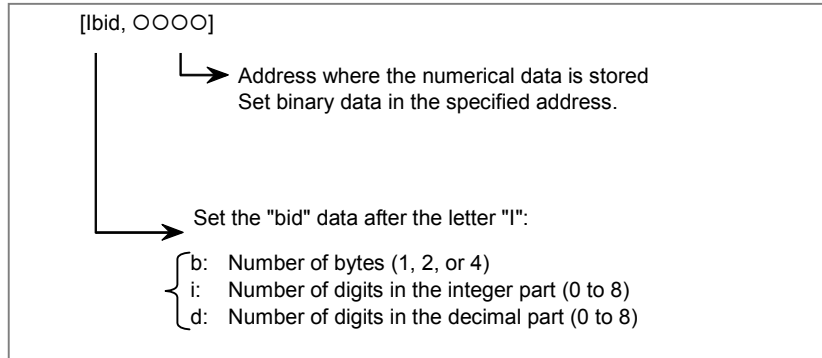 [Ibid, ○○○○]
Address where the numerical data is stored
Set binary data in the specified address.
Set the "bid" data after the letter "I":
b: Number of bytes (1, 2, or 4)
i: Number of digits in the integer part (0 to 8)
d: Number of digits in the decimal part (0 to 8)